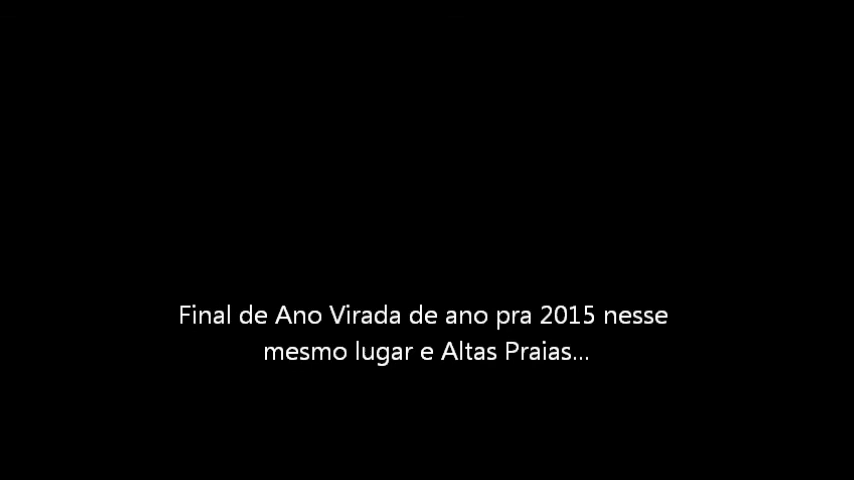 Final de Ano Virada de ano pra 2015 nesse
mesmo lugar e Altas Praias...